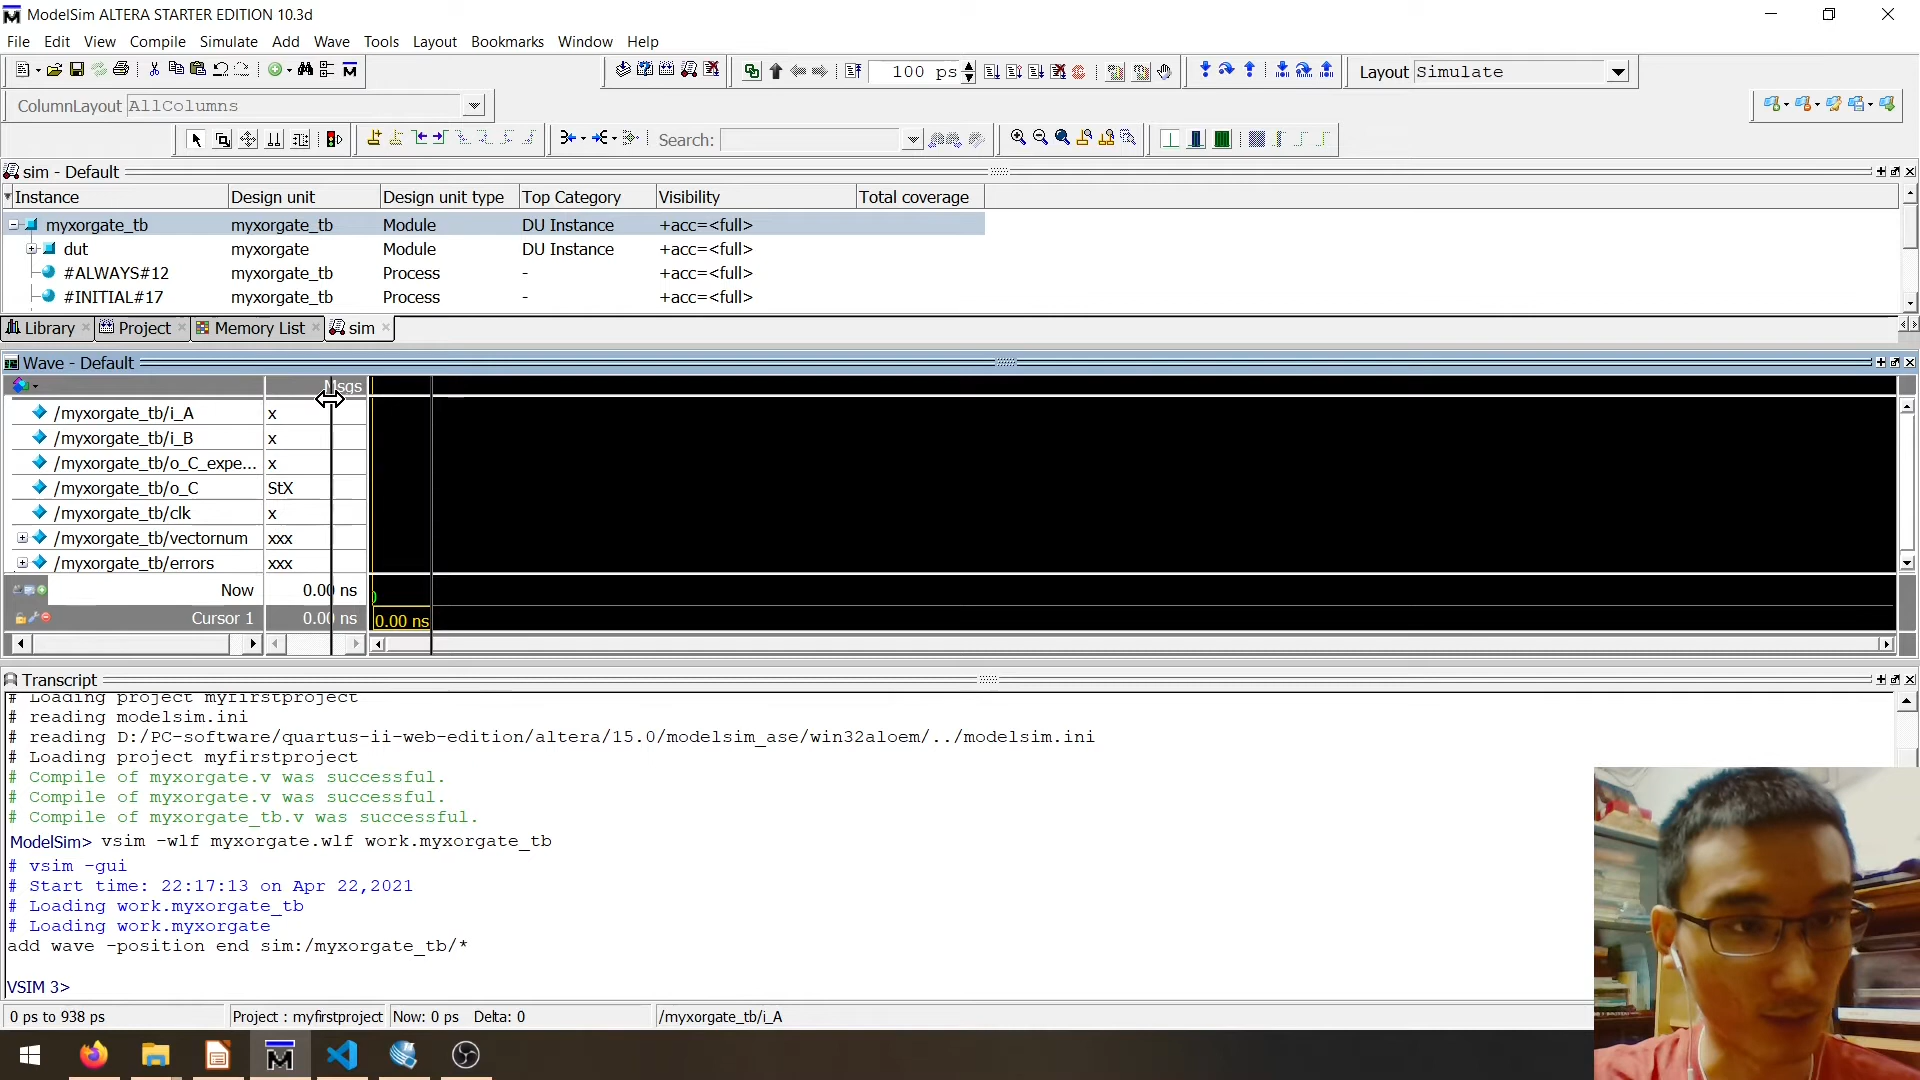 ModelSim ALTERA STARTER EDITION 10.3d
File Edit View Compile Simulate Add Wave Tools Layout Bookmarks Window Help
100 ps
Layout Simulate
ColumnLayout AllColumns
Search:
sim - Default
Instance Design unit Design unit type Top Category Visibility Total coverage
myxorgate_tb myxorgate_tb Module DU Instance +acc=<full>
dut myxorgate Module DU Instance +acc=<full>
#ALWAYS#12 myxorgate_tb Process - +acc=<full>
#INITIAL#17 myxorgate_tb Process - +acc=<full>
Library Project Memory List sim
Wave - Default
Msgs
/myxorgate_tb/i_A x
/myxorgate_tb/i_B x
/myxorgate_tb/o_C_expe... x
/myxorgate_tb/o_C StX
/myxorgate_tb/clk x
/myxorgate_tb/vectornum xxx
/myxorgate_tb/errors xxx
Now 0.00 ns
Cursor 1 0.00 ns 0.00 ns
Transcript
# Loading project myfirstproject
# reading modelsim.ini
# reading D:/PC-software/quartus-ii-web-edition/altera/15.0/modelsim_ase/win32aloem/../modelsim.ini
# Loading project myfirstproject
# Compile of myxorgate.v was successful.
# Compile of myxorgate.v was successful.
# Compile of myxorgate_tb.v was successful.
ModelSim> vsim -wlf myxorgate.wlf work.myxorgate_tb
# vsim -gui
# Start time: 22:17:13 on Apr 22,2021
# Loading work.myxorgate_tb
# Loading work.myxorgate
add wave -position end sim:/myxorgate_tb/*
VSIM 3>
0 ps to 938 ps Project : myfirstproject Now: 0 ps Delta: 0 /myxorgate_tb/i_A